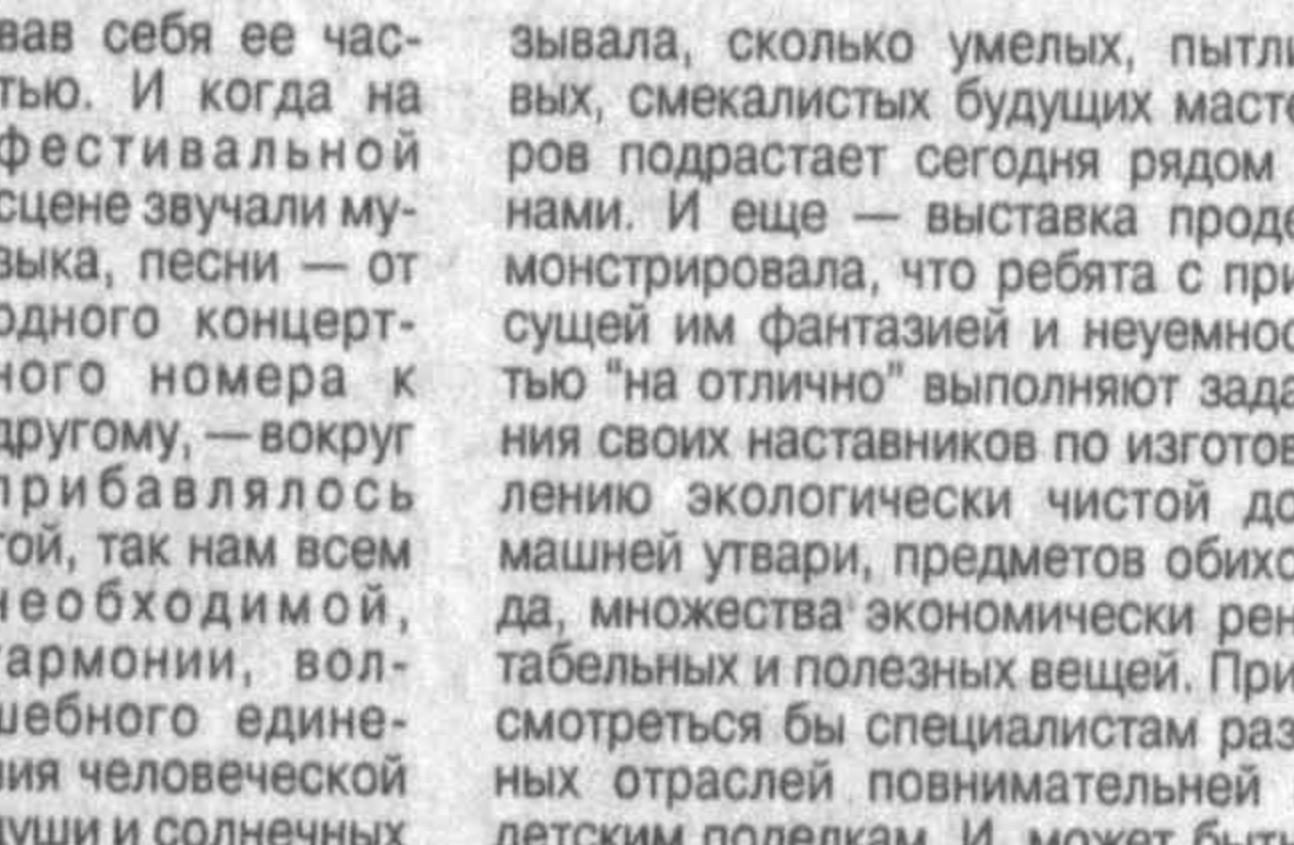 вав себя ее час-
тью. И когда на
фестивальной
сцене звучали му-
зыка, песни — от
одного концерт-
ного номера к
другому, — вокруг
прибавлялось
той, так нам всем
необходимой,
гармонии, вол-
шебного едине-
ния человеческой
души и солнечных
зывала, сколько умелых, пытли
вых, смекалистых будущих масте
ров подрастает сегодня рядом
нами. И еще — выставка проде
монстрировала, что ребята с при
сущей им фантазией и неуемнос
тью "на отлично" выполняют зада
ния своих наставников по изготов
лению экологически чистой до
машней утвари, предметов обихо
да, множества экономически рен
табельных и полезных вещей. При
смотреться бы специалистам раз
ных отраслей повнимательней
детским поделкам. И, может быть